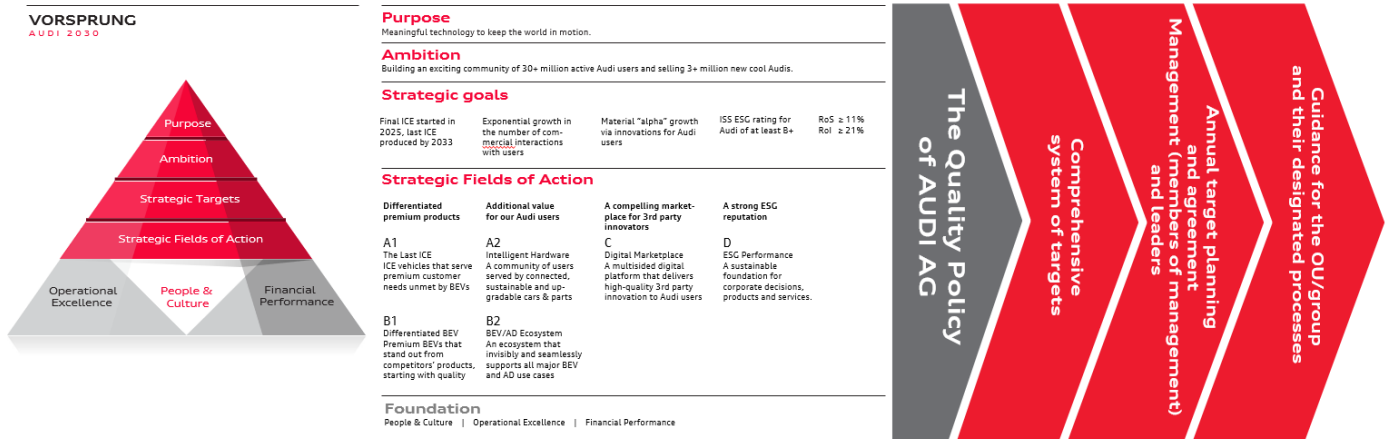 VORSPRUNG
AUDI 2030
Purpose
Ambition
Strategic Targets
Strategic Fields of Action
Operational
Excellence
People &
Culture
Financial
Performance
Purpose
Meaningful technology to keep the world in motion.
Ambition
Building an exciting community of 30+ million active Audi users and selling 3+ million new cool Audis.
Strategic goals
Final ICE started in
2025, last ICE
produced by 2033
Exponential growth in
the number of com-
mercial interactions
with users
Material “alpha” growth
via innovations for Audi
users
ISS ESG rating for
Audi of at least B+
RoS ≥ 11%
RoI ≥ 21%
Strategic Fields of Action
Differentiated
premium products
Additional value
for our Audi users
A compelling market-
place for 3rd party
innovators
A strong ESG
reputation
A1
The Last ICE
ICE vehicles that serve
premium customer
needs unmet by BEVs
A2
Intelligent Hardware
A community of users
served by connected,
sustainable and up-
gradable cars & parts
C
Digital Marketplace
A multisided digital
platform that delivers
high-quality 3rd party
innovation to Audi users
D
ESG Performance
A sustainable
foundation for
corporate decisions,
products and services.
B1
Differentiated BEV
Premium BEVs that
stand out from
competitors’ products,
starting with quality
B2
BEV/AD Ecosystem
An ecosystem that
invisibly and seamlessly
supports all major BEV
and AD use cases
Foundation
People & Culture | Operational Excellence | Financial Performance
The Quality Policy
of AUDI AG
Comprehensive
system of targets
Annual target planning
and agreement
Management (members of management)
and leaders
Guidance for the OU/group
and their designated processes